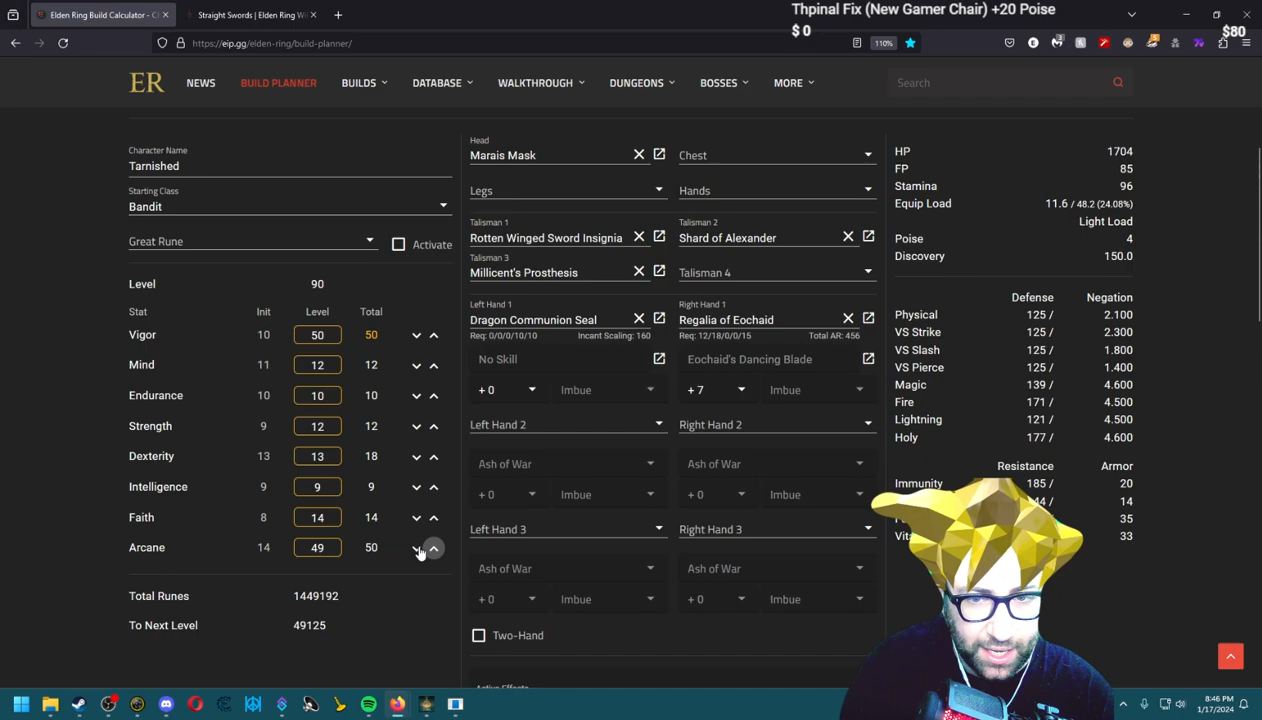 Elden Ring Build Calculator - C
Straight Swords | Elden Ring Wi
Thpinal Fix (New Gamer Chair) +20 Poise
$ 0
$80
https://eip.gg/elden-ring/build-planner/
110%
ER NEWS BUILD PLANNER BUILDS DATABASE WALKTHROUGH DUNGEONS BOSSES MORE Search
Character Name
Tarnished
Starting Class
Bandit
Great Rune Activate
Level 90
Stat Init Level Total
Vigor 10 50 50
Mind 11 12 12
Endurance 10 10 10
Strength 9 12 12
Dexterity 13 13 18
Intelligence 9 9 9
Faith 8 14 14
Arcane 14 49 50
Total Runes 1449192
To Next Level 49125
Head
Marais Mask
Chest
Legs
Hands
Talisman 1
Rotten Winged Sword Insignia
Talisman 2
Shard of Alexander
Talisman 3
Millicent's Prosthesis
Talisman 4
Left Hand 1
Dragon Communion Seal
Req: 0/0/0/10/10 Incant Scaling: 160
Right Hand 1
Regalia of Eochaid
Req: 12/18/0/0/15 Total AR: 456
No Skill
Eochaid's Dancing Blade
+ 0 Imbue
+ 7 Imbue
Left Hand 2
Right Hand 2
Ash of War
Ash of War
+ 0 Imbue
+ 0 Imbue
Left Hand 3
Right Hand 3
Ash of War
Ash of War
+ 0 Imbue
+ 0 Imbue
Two-Hand
Active Effects
HP 1704
FP 85
Stamina 96
Equip Load 11.6 / 48.2 (24.08%)
Light Load
Poise 4
Discovery 150.0
Defense Negation
Physical 125 / 2.100
VS Strike 125 / 2.300
VS Slash 125 / 1.800
VS Pierce 125 / 1.400
Magic 139 / 4.600
Fire 171 / 4.500
Lightning 121 / 4.500
Holy 177 / 4.600
Resistance Armor
Immunity 185 / 20
14
35
33
8:46 PM
1/17/2024